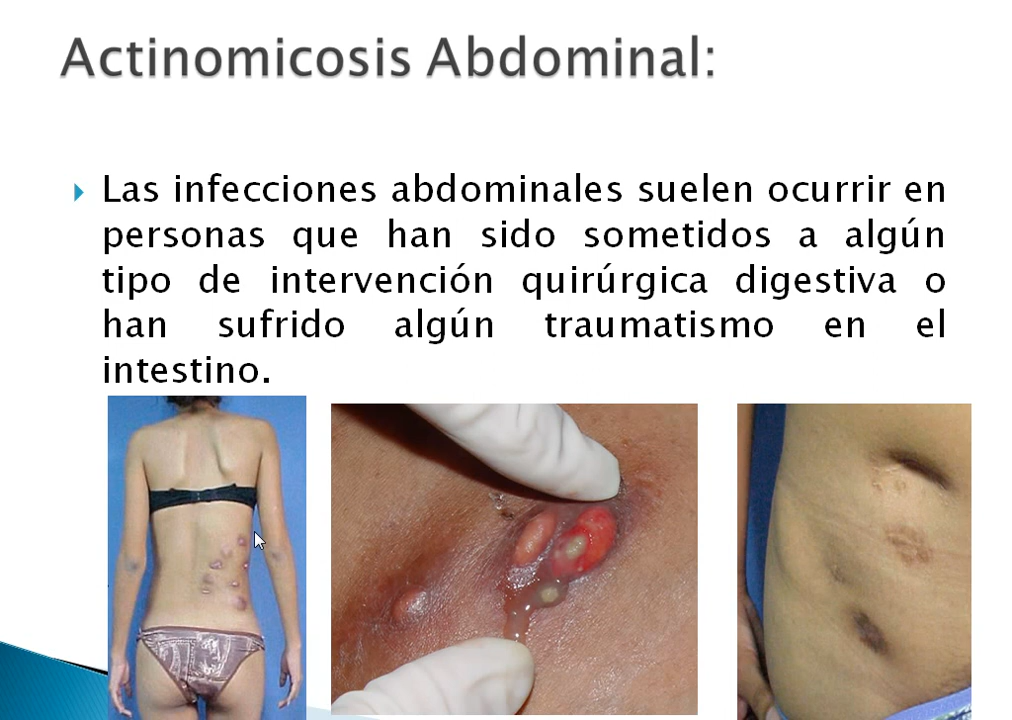 Actinomicosis Abdominal:
Las infecciones abdominales suelen ocurrir en
personas que han sido sometidos a algún
tipo de intervención quirúrgica digestiva o
han sufrido algún traumatismo en el
intestino.